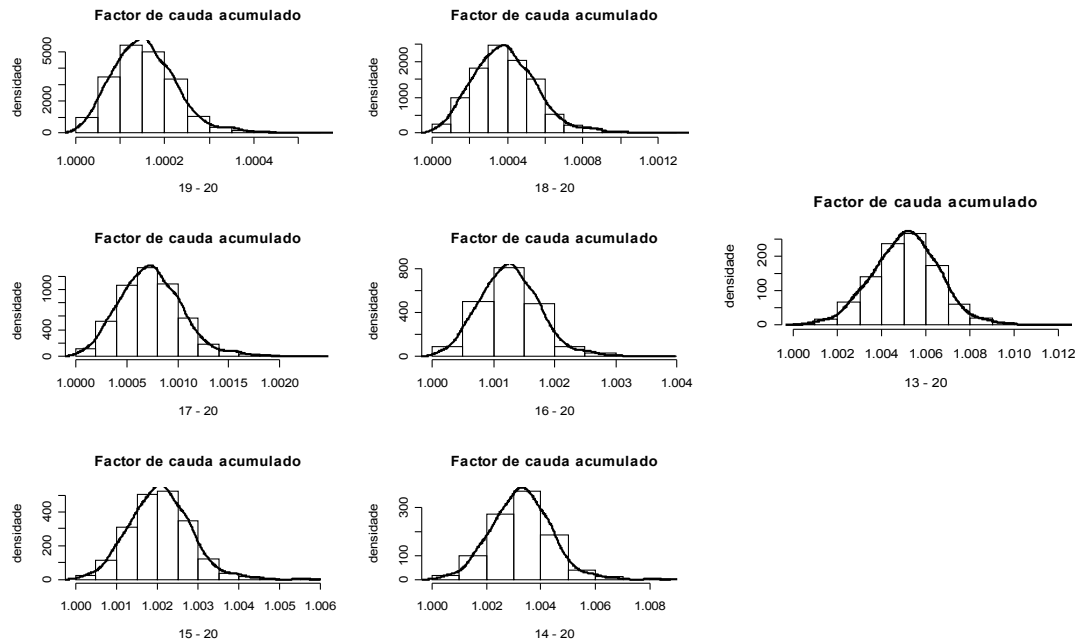 Factor de cauda acumulado
densidade
0 2000 5000
1.0000 1.0002 1.0004
19 - 20
Factor de cauda acumulado
densidade
0 1000 2000
1.0000 1.0004 1.0008 1.0012
18 - 20
Factor de cauda acumulado
densidade
0 400 1000
1.0000 1.0005 1.0010 1.0015 1.0020
17 - 20
Factor de cauda acumulado
densidade
0 400 800
1.000 1.001 1.002 1.003 1.004
16 - 20
Factor de cauda acumulado
densidade
0 100 200
1.000 1.002 1.004 1.006 1.008 1.010 1.012
13 - 20
Factor de cauda acumulado
densidade
0 200 400
1.000 1.001 1.002 1.003 1.004 1.005 1.006
15 - 20
Factor de cauda acumulado
densidade
0 100 300
1.000 1.002 1.004 1.006 1.008
14 - 20